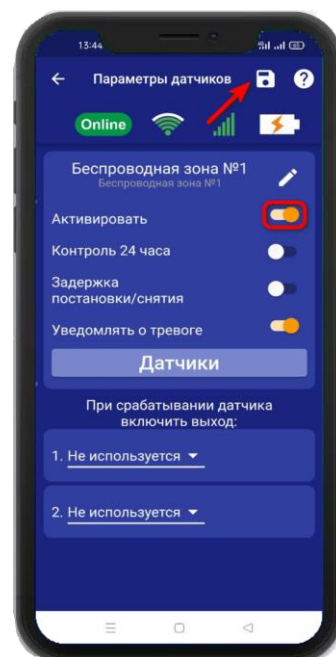 13:44
Параметры датчиков
Online
Беспроводная зона №1
Беспроводная зона №1
Активировать
Контроль 24 часа
Задержка
постановки/снятия
Уведомлять о тревоге
Датчики
При срабатывании датчика
включить выход:
1. Не используется
2. Не используется